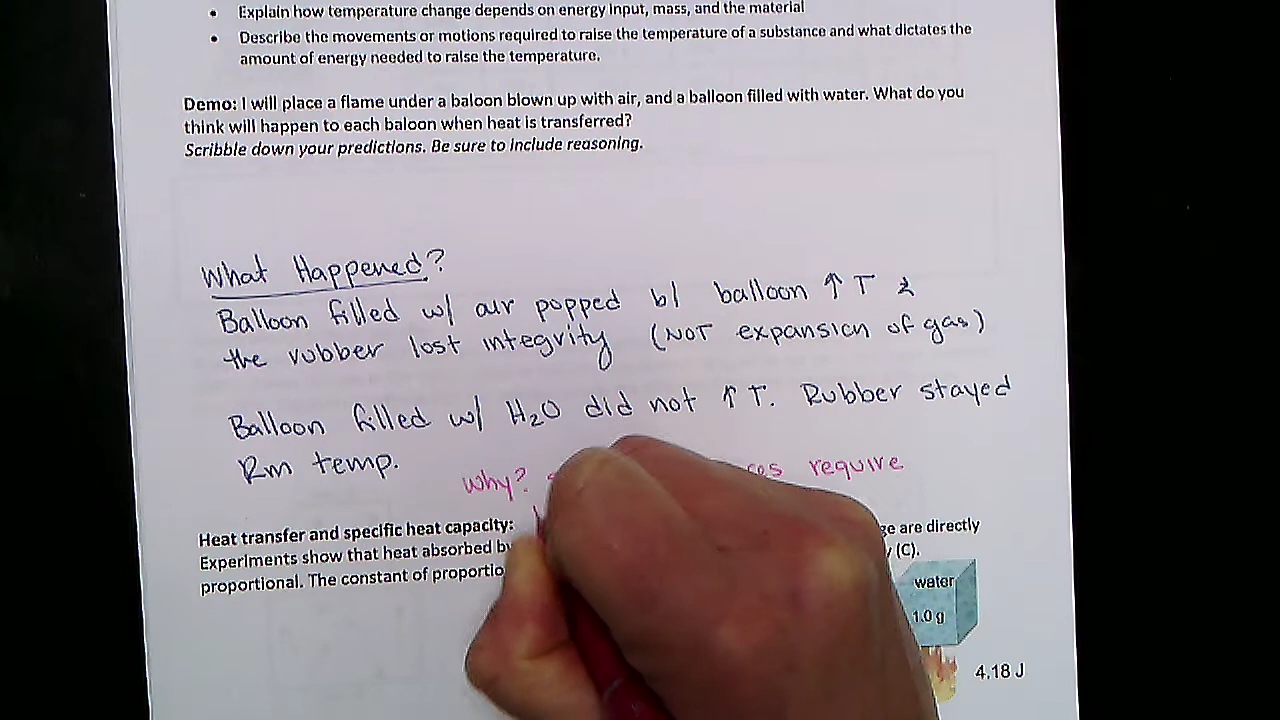 • Explain how temperature change depends on energy input, mass, and the material
• Describe the movements or motions required to raise the temperature of a substance and what dictates the
amount of energy needed to raise the temperature.
Demo: I will place a flame under a baloon blown up with air, and a balloon filled with water. What do you
think will happen to each baloon when heat is transferred?
Scribble down your predictions. Be sure to include reasoning.
What Happened?
Balloon filled w/ air popped b/ balloon ↑ T &
the rubber lost integrity (NOT expansion of gas)
Balloon filled w/ H₂O did not ↑ T. Rubber stayed
Rm temp.
Why? require
Heat transfer and specific heat capacity: are directly
Experiments show that heat absorbed by (C).
proportional. The constant of
water
1.0 g
4.18 J